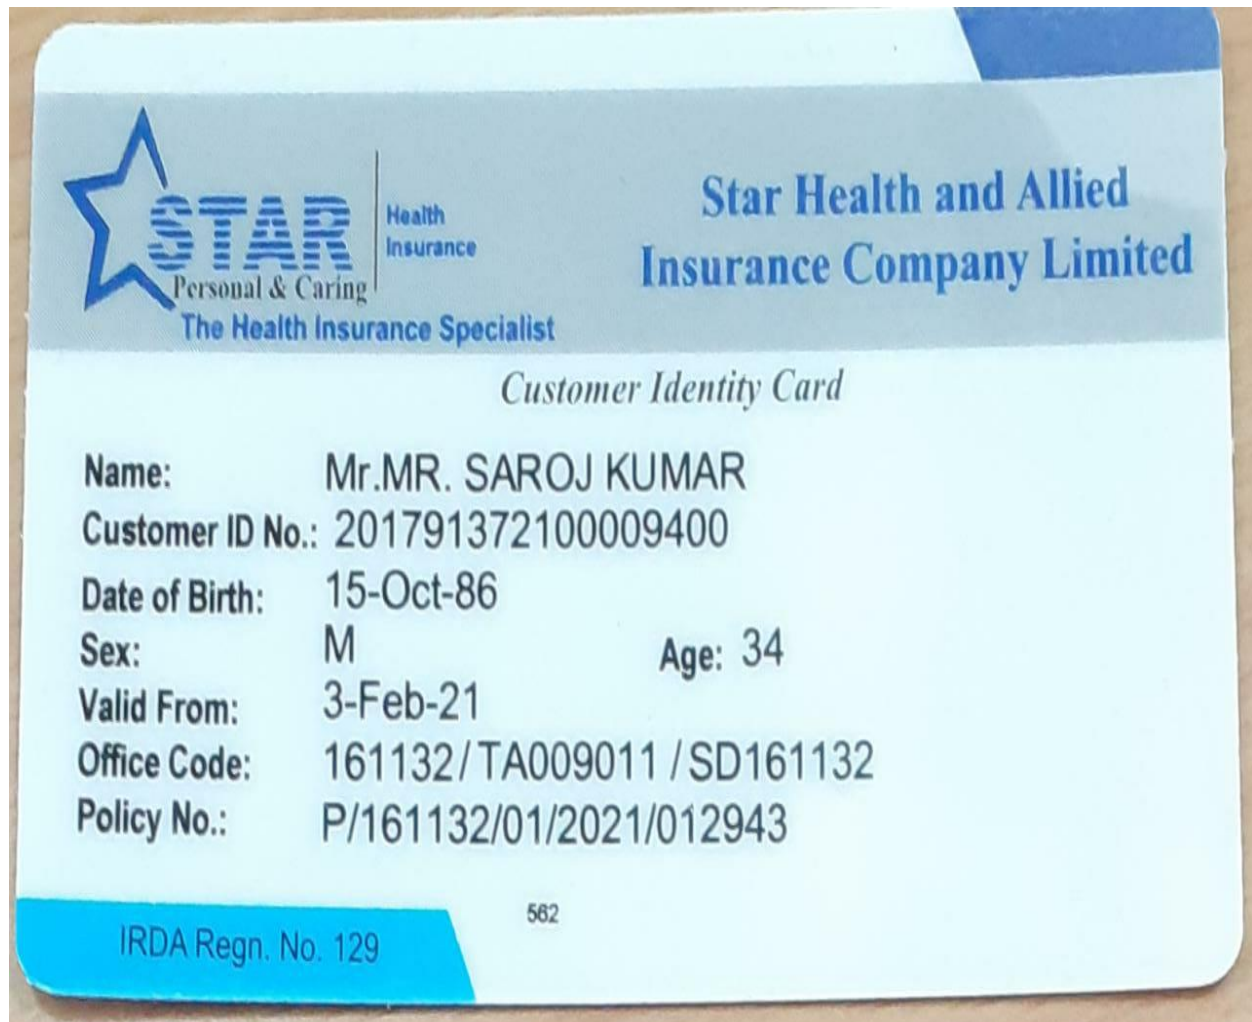 STAR
Health
Insurance
Personal & Caring
The Health Insurance Specialist
Star Health and Allied
Insurance Company Limited
Customer Identity Card
Name: Mr.MR. SAROJ KUMAR
Customer ID No.: 201791372100009400
Date of Birth: 15-Oct-86
Sex: M Age: 34
Valid From: 3-Feb-21
Office Code: 161132/TA009011 /SD161132
Policy No.: P/161132/01/2021/012943
562
IRDA Regn. No. 129